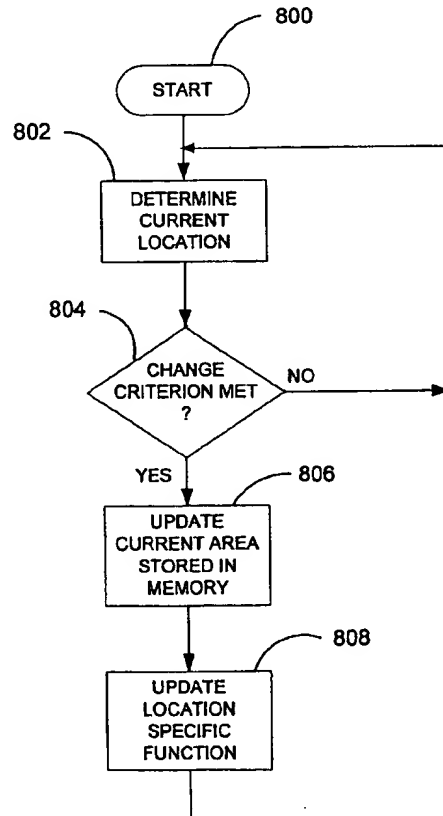 800
START
802
DETERMINE
CURRENT
LOCATION
804
CHANGE
CRITERION MET
?
NO
YES
806
UPDATE
CURRENT AREA
STORED IN
MEMORY
808
UPDATE
LOCATION
SPECIFIC
FUNCTION